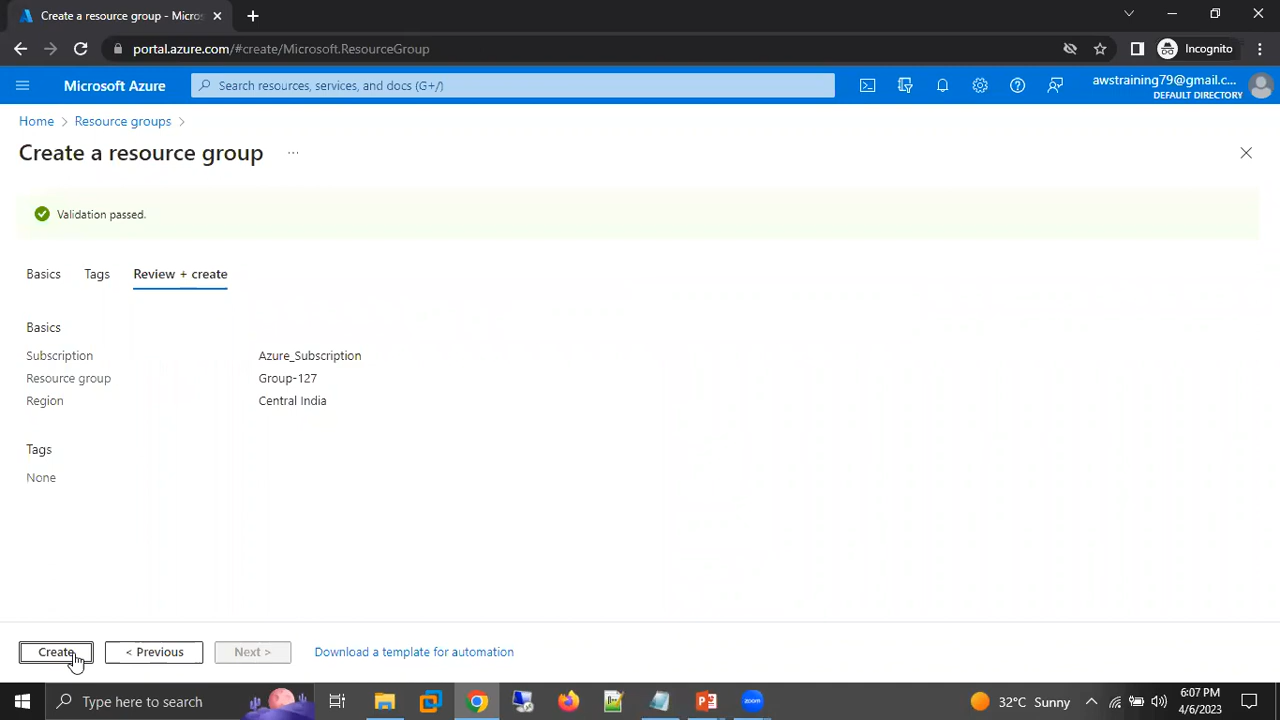 Create a resource group - Micros
portal.azure.com/#create/Microsoft.ResourceGroup
Incognito
Microsoft Azure
Search resources, services, and docs (G+/)
awstraining79@gmail.c...
DEFAULT DIRECTORY
Home > Resource groups >
Create a resource group ...
Validation passed.
Basics Tags Review + create
Basics
Subscription Azure_Subscription
Resource group Group-127
Region Central India
Tags
None
Create < Previous Next > Download a template for automation
Type here to search
32°C Sunny
6:07 PM
4/6/2023